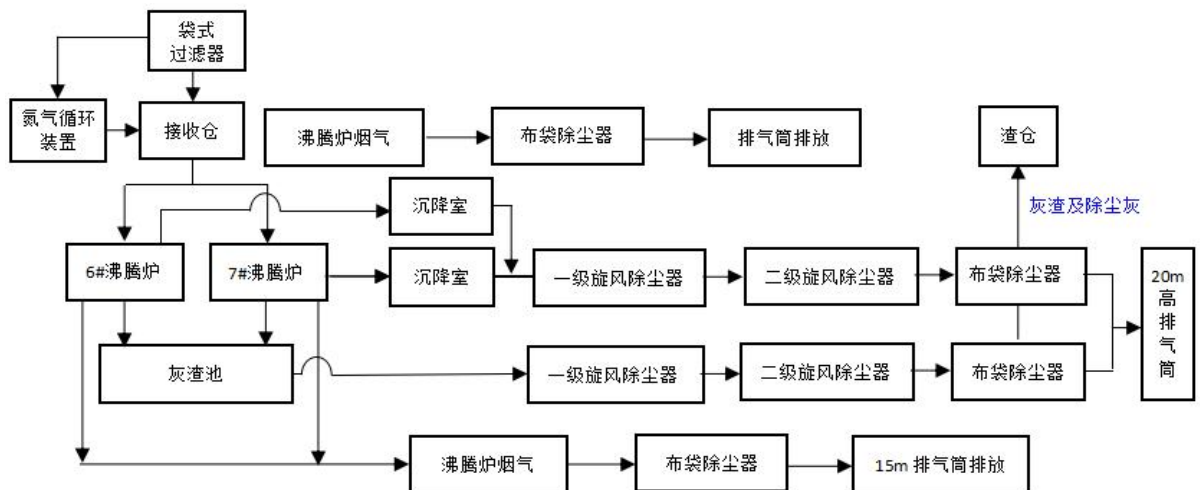 袋式
过滤器
氮气循环
装置
接收仓
沸腾炉烟气
布袋除尘器
排气筒排放
渣仓
沉降室
灰渣及除尘灰
6#沸腾炉
7#沸腾炉
沉降室
一级旋风除尘器
二级旋风除尘器
布袋除尘器
20m
高
排
气
筒
灰渣池
一级旋风除尘器
二级旋风除尘器
布袋除尘器
沸腾炉烟气
布袋除尘器
15m 排气筒排放